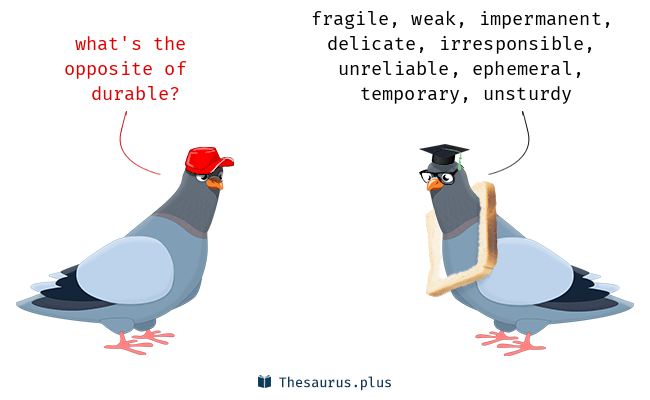 what's the
opposite of
durable?
fragile, weak, impermanent,
delicate, irresponsible,
unreliable, ephemeral,
temporary, unsturdy
Thesaurus.plus